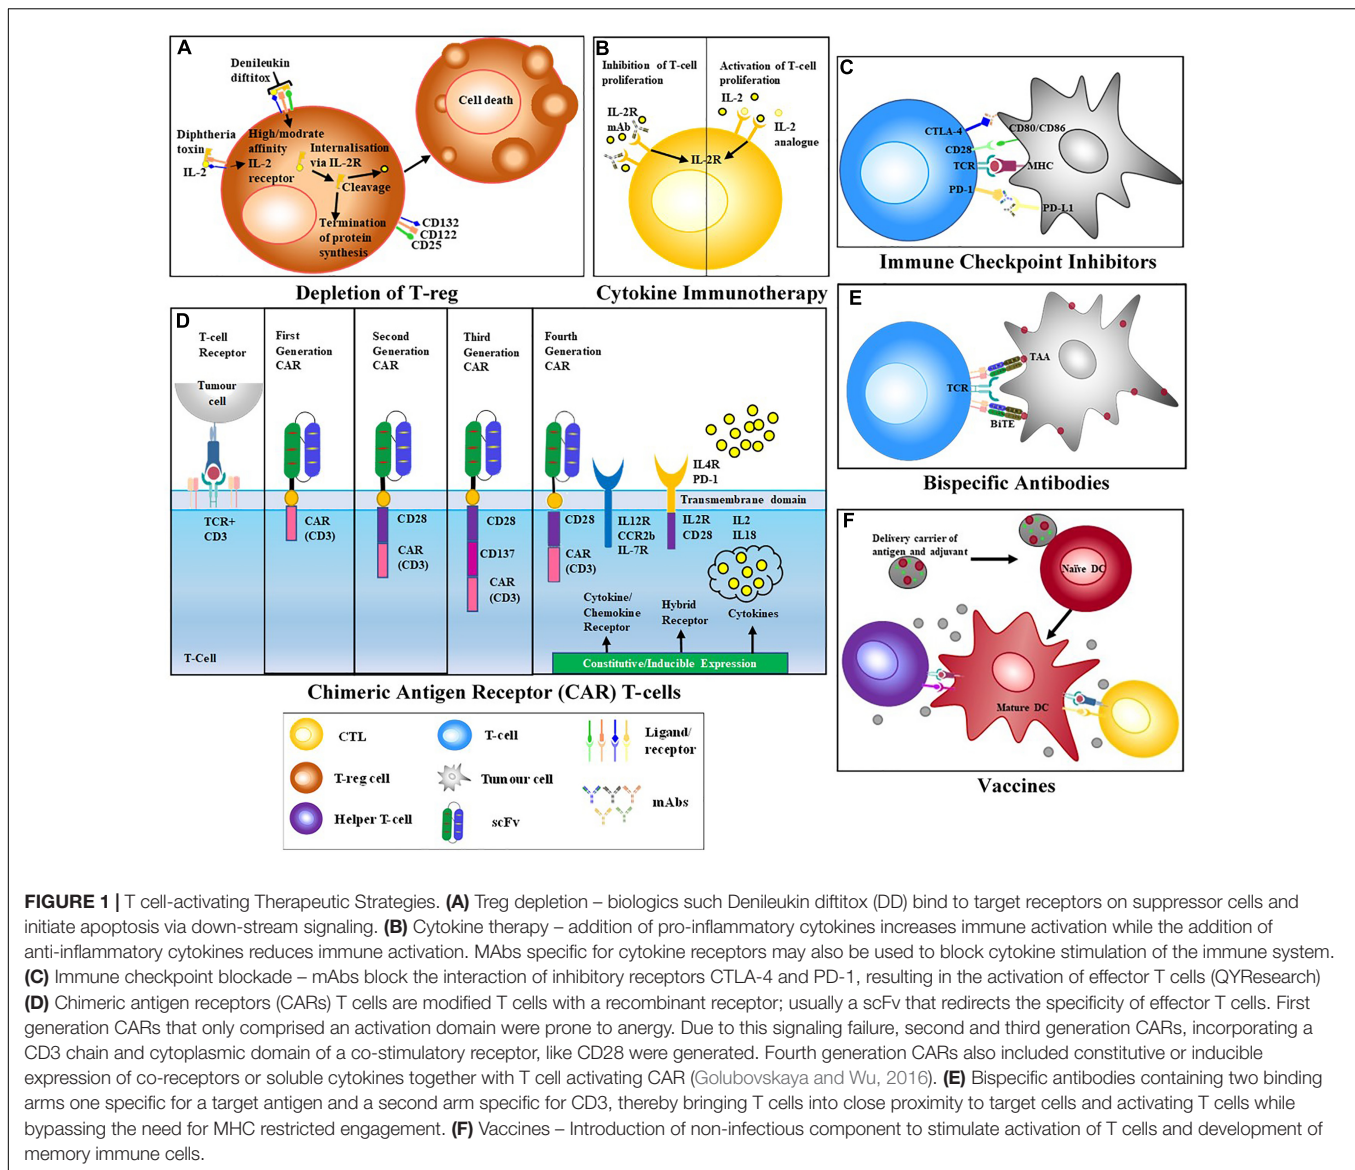 A
Denileukin
diftitox
Diphtheria
toxin
IL-2
High/modrate
affinity
IL-2
receptor
Internalisation
via IL-2R
Cleavage
Termination
of protein
synthesis
CD132
CD122
CD25
Cell death
Depletion of T-reg
B
Inhibition of T-cell
proliferation
Activation of T-cell
proliferation
IL-2R
mAb
IL-2
IL-2
analogue
IL-2R
Cytokine Immunotherapy
C
CTLA-4
CD80/CD86
CD28
TCR
MHC
PD-1
PD-L1
Immune Checkpoint Inhibitors
D
T-cell
Receptor
Tumour
cell
TCR+
CD3
T-Cell
First
Generation
CAR
CAR
(CD3)
Second
Generation
CAR
CD28
CAR
(CD3)
Third
Generation
CAR
CD28
CD137
CAR
(CD3)
Fourth
Generation
CAR
CD28
CAR
(CD3)
IL4R
PD-1
Transmembrane domain
IL12R
CCR2b
IL-7R
IL2R
CD28
IL2
IL18
Cytokine/
Chemokine
Receptor
Hybrid
Receptor
Cytokines
Constitutive/Inducible Expression
Chimeric Antigen Receptor (CAR) T-cells
E
TCR
TAA
BiTE
Bispecific Antibodies
F
Delivery carrier of
antigen and adjuvant
Naïve DC
Mature DC
Vaccines
CTL
T-cell
Ligand/
receptor
T-reg cell
Tumour cell
mAbs
Helper T-cell
scFv
FIGURE 1 | T cell-activating Therapeutic Strategies. (A) Treg depletion – biologics such Denileukin diftitox (DD) bind to target receptors on suppressor cells and
initiate apoptosis via down-stream signaling. (B) Cytokine therapy – addition of pro-inflammatory cytokines increases immune activation while the addition of
anti-inflammatory cytokines reduces immune activation. MAbs specific for cytokine receptors may also be used to block cytokine stimulation of the immune system.
(C) Immune checkpoint blockade – mAbs block the interaction of inhibitory receptors CTLA-4 and PD-1, resulting in the activation of effector T cells (QYResearch)
(D) Chimeric antigen receptors (CARs) T cells are modified T cells with a recombinant receptor; usually a scFv that redirects the specificity of effector T cells. First
generation CARs that only comprised an activation domain were prone to anergy. Due to this signaling failure, second and third generation CARs, incorporating a
CD3 chain and cytoplasmic domain of a co-stimulatory receptor, like CD28 were generated. Fourth generation CARs also included constitutive or inducible
expression of co-receptors or soluble cytokines together with T cell activating CAR (Golubovskaya and Wu, 2016). (E) Bispecific antibodies containing two binding
arms one specific for a target antigen and a second arm specific for CD3, thereby bringing T cells into close proximity to target cells and activating T cells while
bypassing the need for MHC restricted engagement. (F) Vaccines – Introduction of non-infectious component to stimulate activation of T cells and development of
memory immune cells.